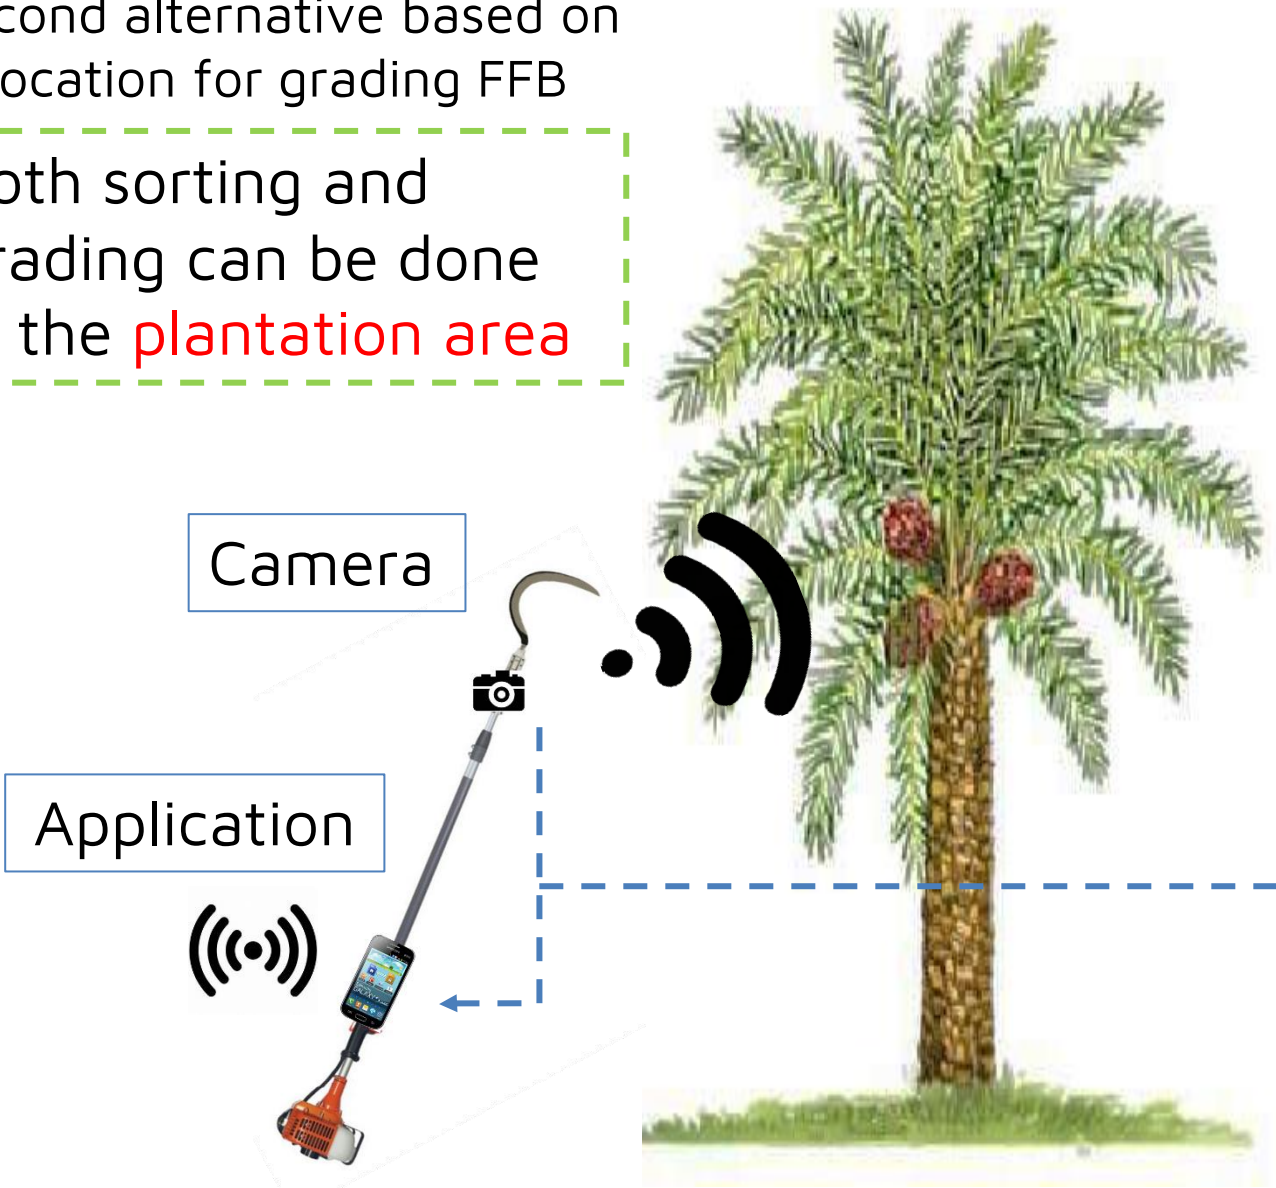 cond alternative based on
ocation for grading FFB
oth sorting and
rading can be done
the plantation area
Camera
Application